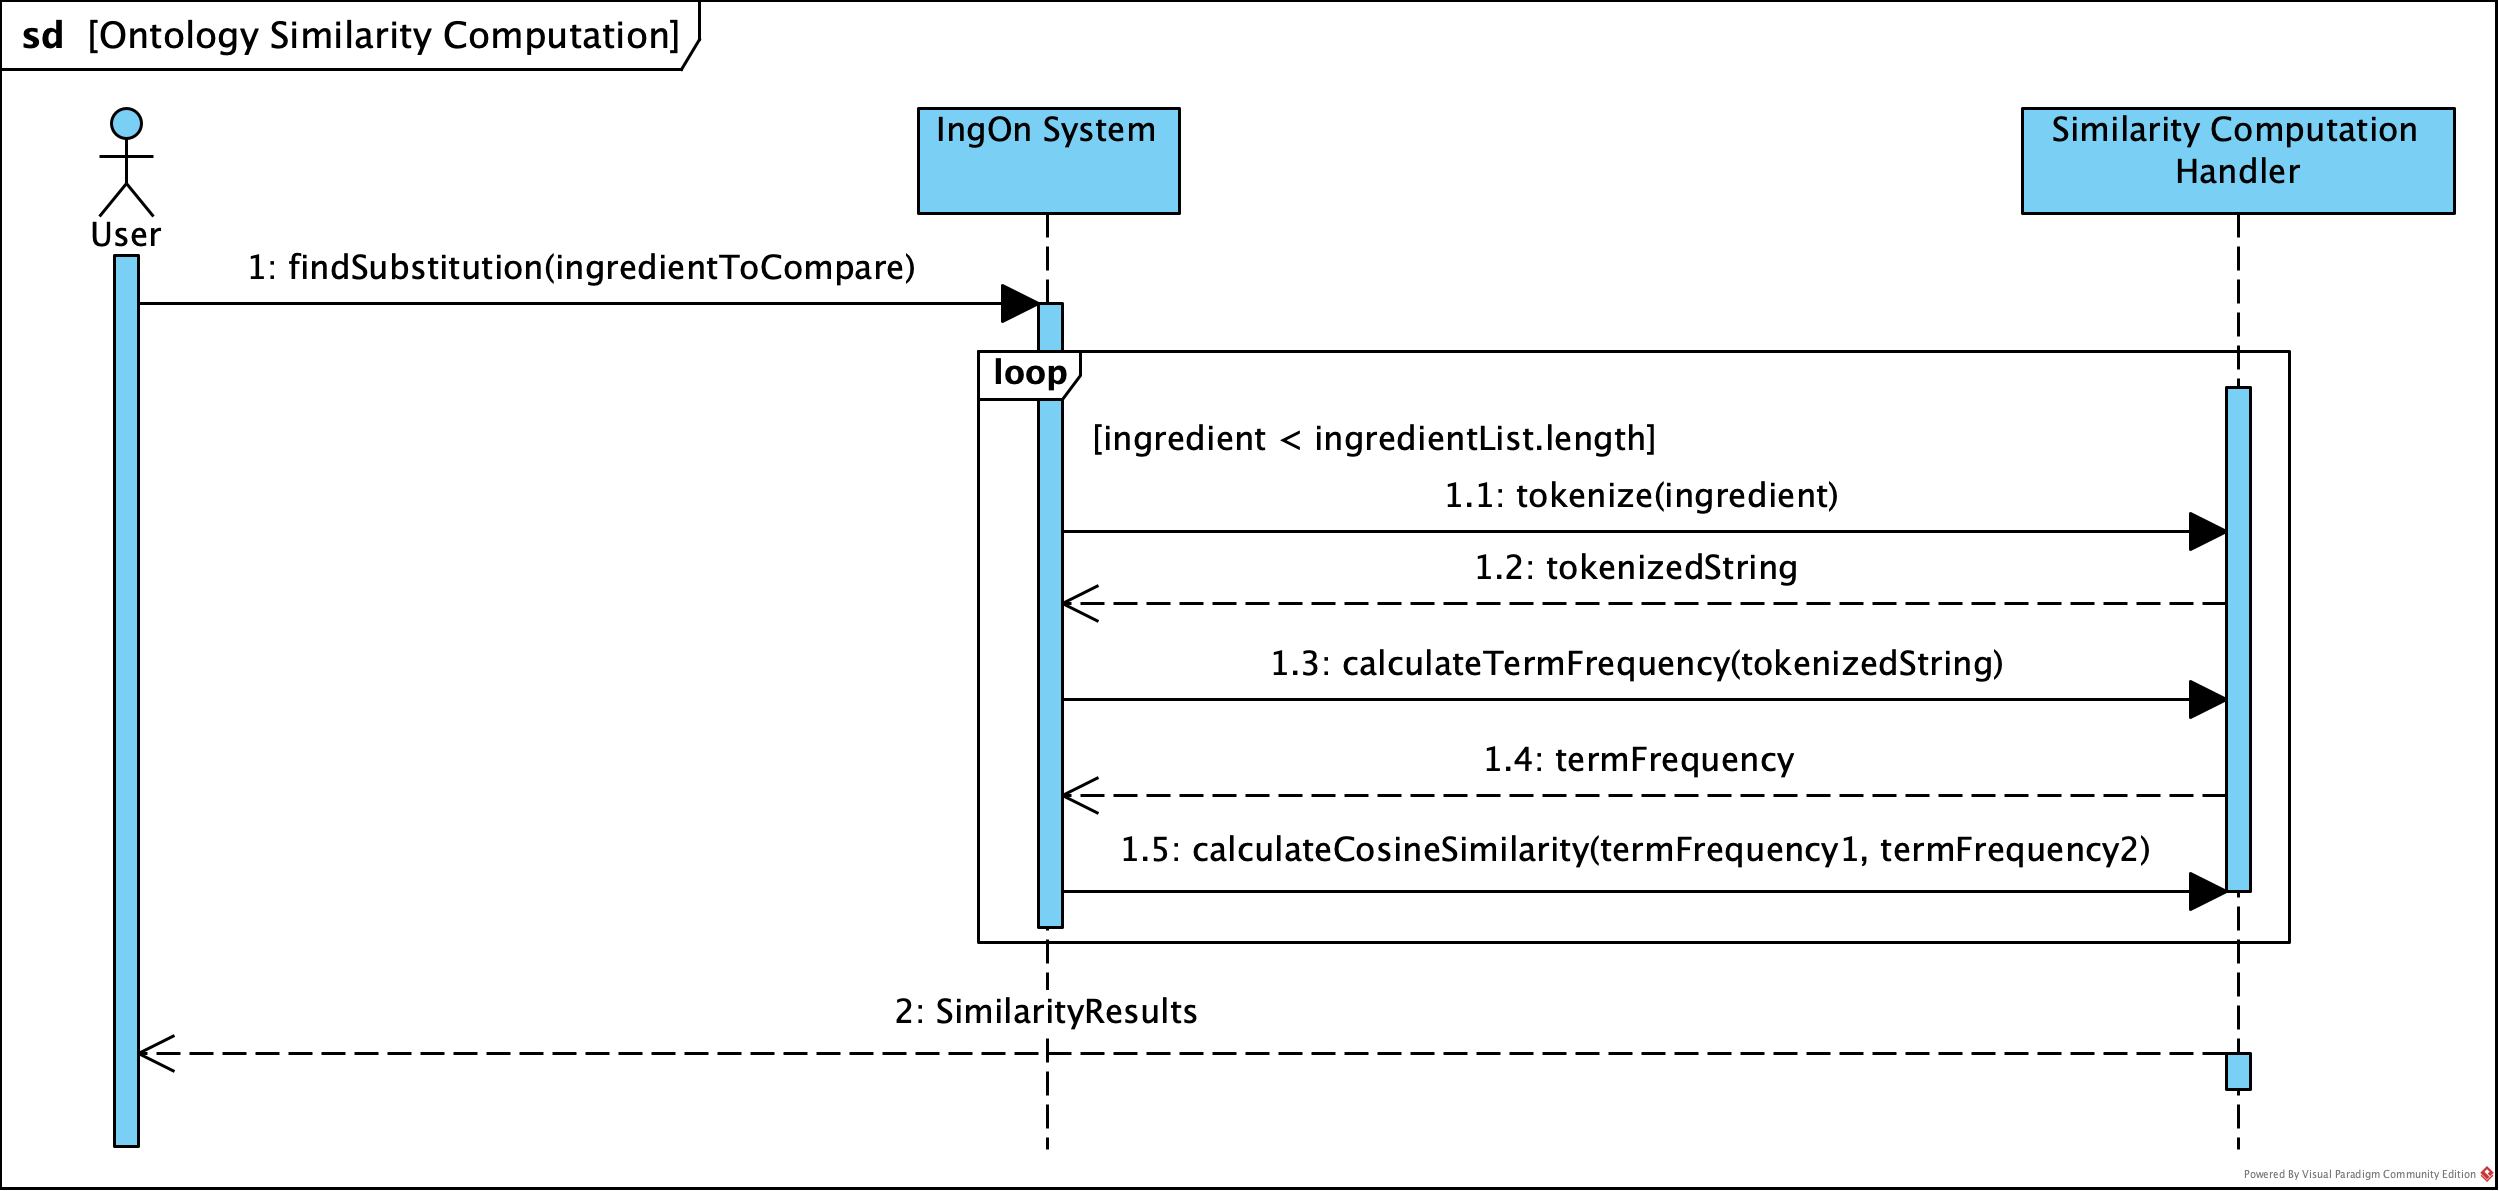 sd [Ontology Similarity Computation]
IngOn System
Similarity Computation
Handler
User
1: findSubstitution(ingredientToCompare)
loop
[ingredient < ingredientList.length]
1.1: tokenize(ingredient)
1.2: tokenizedString
1.3: calculateTermFrequency(tokenizedString)
1.4: termFrequency
1.5: calculateCosineSimilarity(termFrequency1, termFrequency2)
2: SimilarityResults
Powered By Visual Paradigm Community Edition